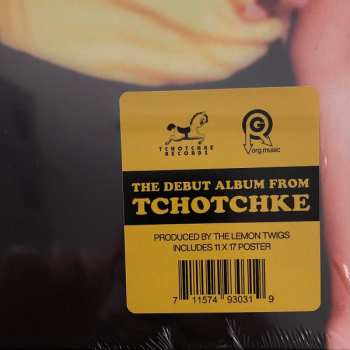 TCHOTCHKE
RECORDS
GR
org.music
THE DEBUT ALBUM FROM
TCHOTCHKE
PRODUCED BY THE LEMON TWIGS
INCLUDES 11 X 17 POSTER
7 11574 93031 9